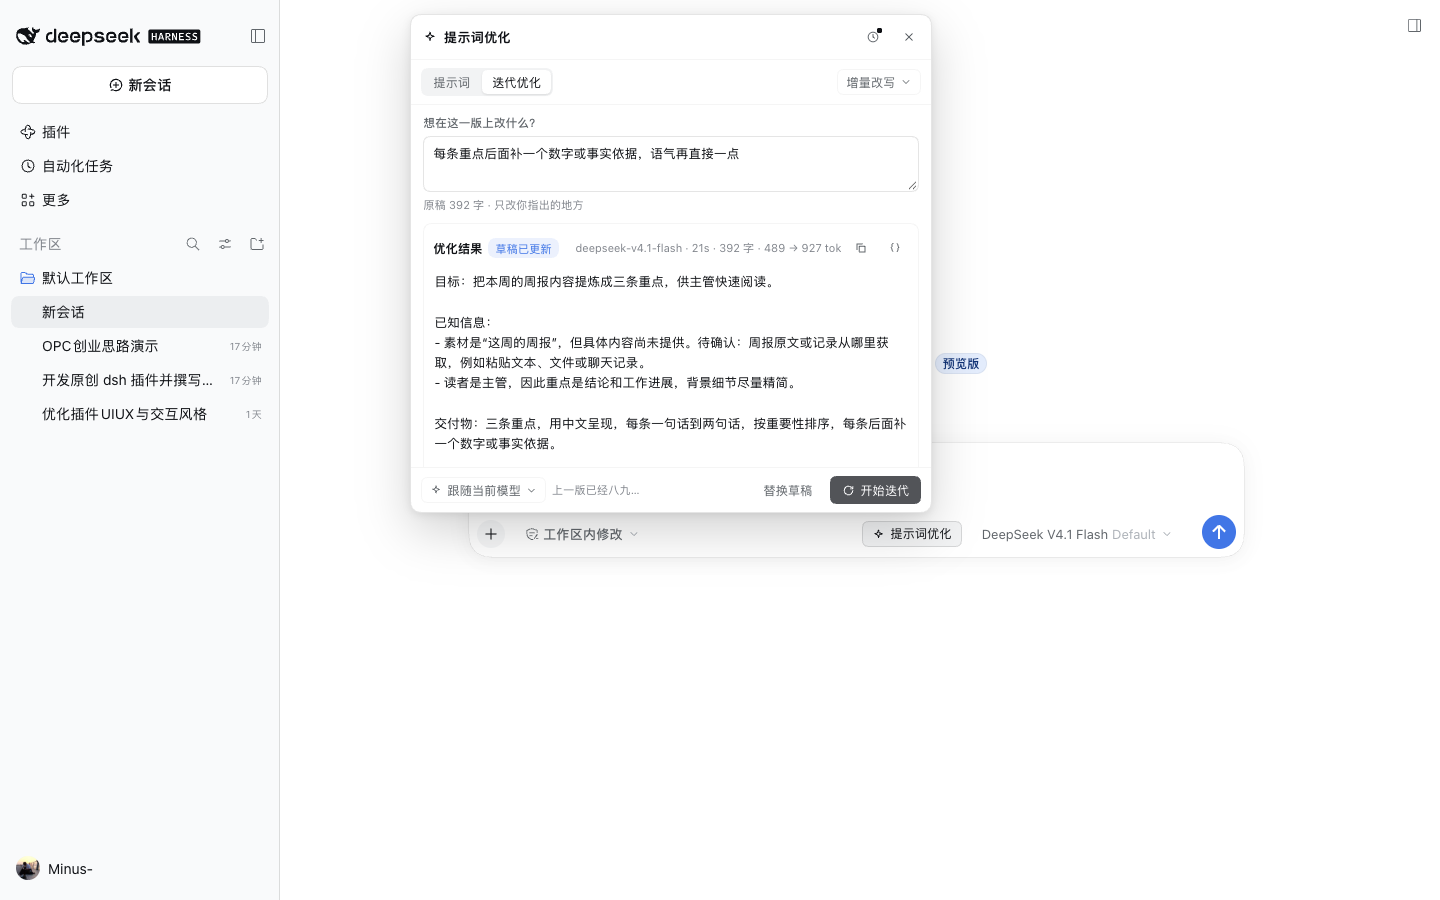 deepseek HARNESS
新会话
插件
自动化任务
更多
工作区
默认工作区
新会话
OPC创业思路演示 17分钟
开发原创 dsh 插件并撰写... 17分钟
优化插件UIUX与交互风格 1天
Minus-
提示词优化
提示词 迭代优化 增量改写
想在这一版上改什么?
每条重点后面补一个数字或事实依据，语气再直接一点
原稿 392 字 · 只改你指出的地方
优化结果 草稿已更新 deepseek-v4.1-flash · 21s · 392 字 · 489 → 927 tok
目标：把本周的周报内容提炼成三条重点，供主管快速阅读。
已知信息：
- 素材是“这周的周报”，但具体内容尚未提供。待确认：周报原文或记录从哪里获
取，例如粘贴文本、文件或聊天记录。
- 读者是主管，因此重点是结论和工作进展，背景细节尽量精简。
交付物：三条重点，用中文呈现，每条一句话到两句话，按重要性排序，每条后面补
一个数字或事实依据。
跟随当前模型 上一版已经八九... 替换草稿 开始迭代
预览版
工作区内修改 提示词优化 DeepSeek V4.1 Flash Default